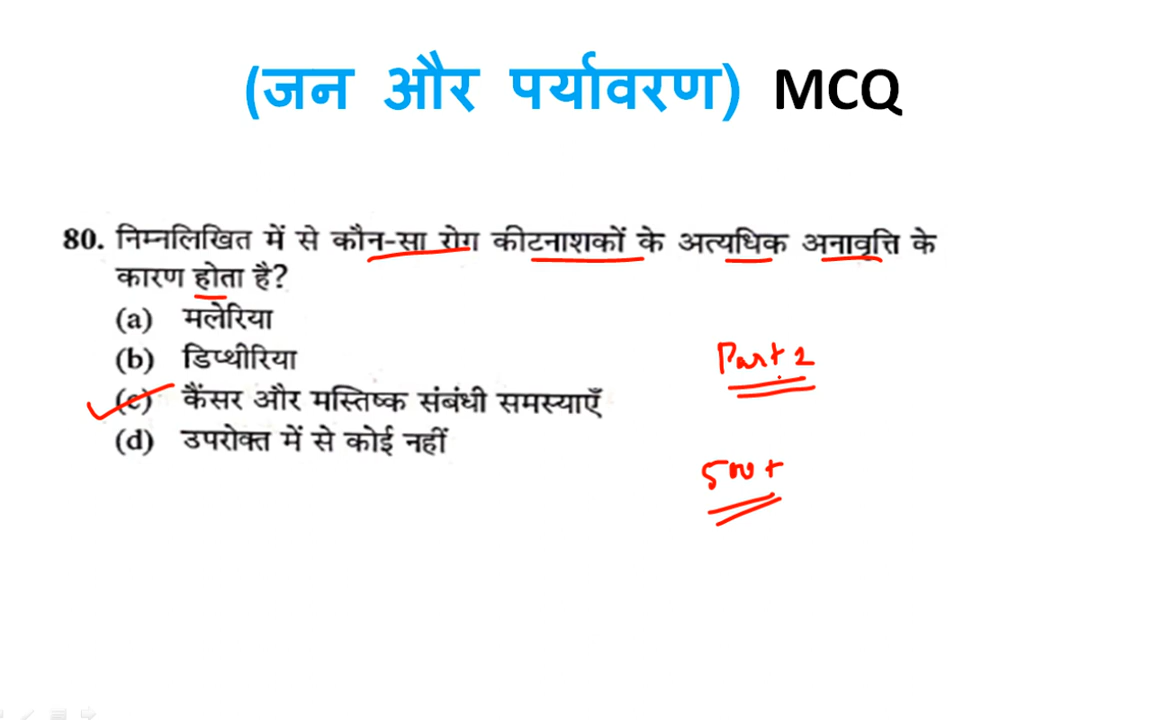 (जन और पर्यावरण) MCQ
80. निम्नलिखित में से कौन-सा रोग कीटनाशकों के अत्यधिक अनावृत्ति के
कारण होता है?
(a) मलेरिया
(b) डिप्थीरिया
(c) कैंसर और मस्तिष्क संबंधी समस्याएँ
(d) उपरोक्त में से कोई नहीं
Part 2
500+